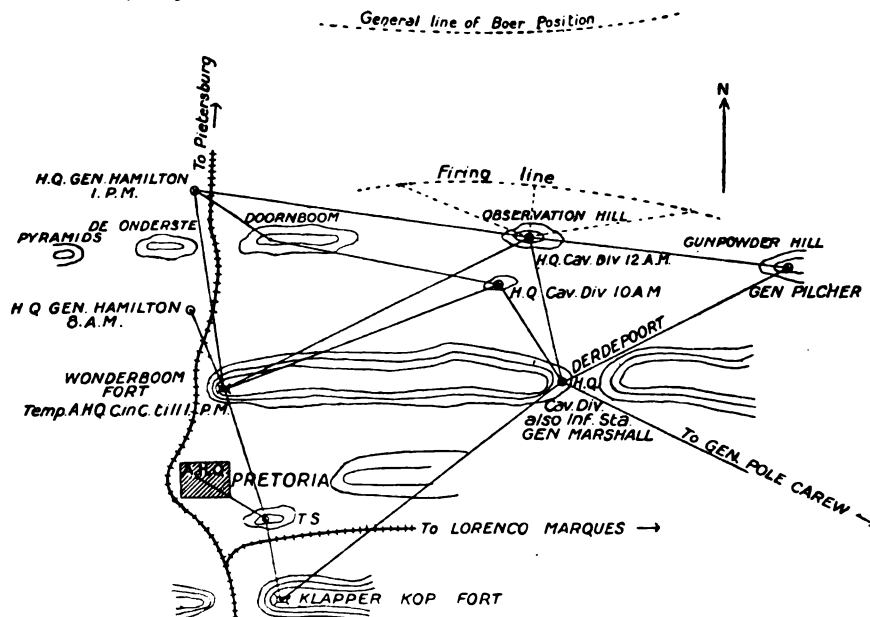 General line of Boer Position
To Pietersburg
N
H.Q. GEN. HAMILTON
1. P.M.
Firing line
DE ONDERSTE
DOORNBOOM
OBSERVATION HILL
PYRAMIDS
GUNPOWDER HILL
H.Q. Cav. Div 12 A.M.
H.Q Cav. Div 10 AM
GEN PILCHER
H Q GEN. HAMILTON
8. A.M.
DERDEPOORT
WONDERBOOM
FORT
H.Q.
Temp. A.H.Q. C.in C. till 1. P.M.
Cav. Div.
also Inf. Sta.
GEN MARSHALL
To GEN. POLE CAREW
A.H.Q.
PRETORIA
T S
To LORENCO MARQUES
KLAPPER KOP FORT